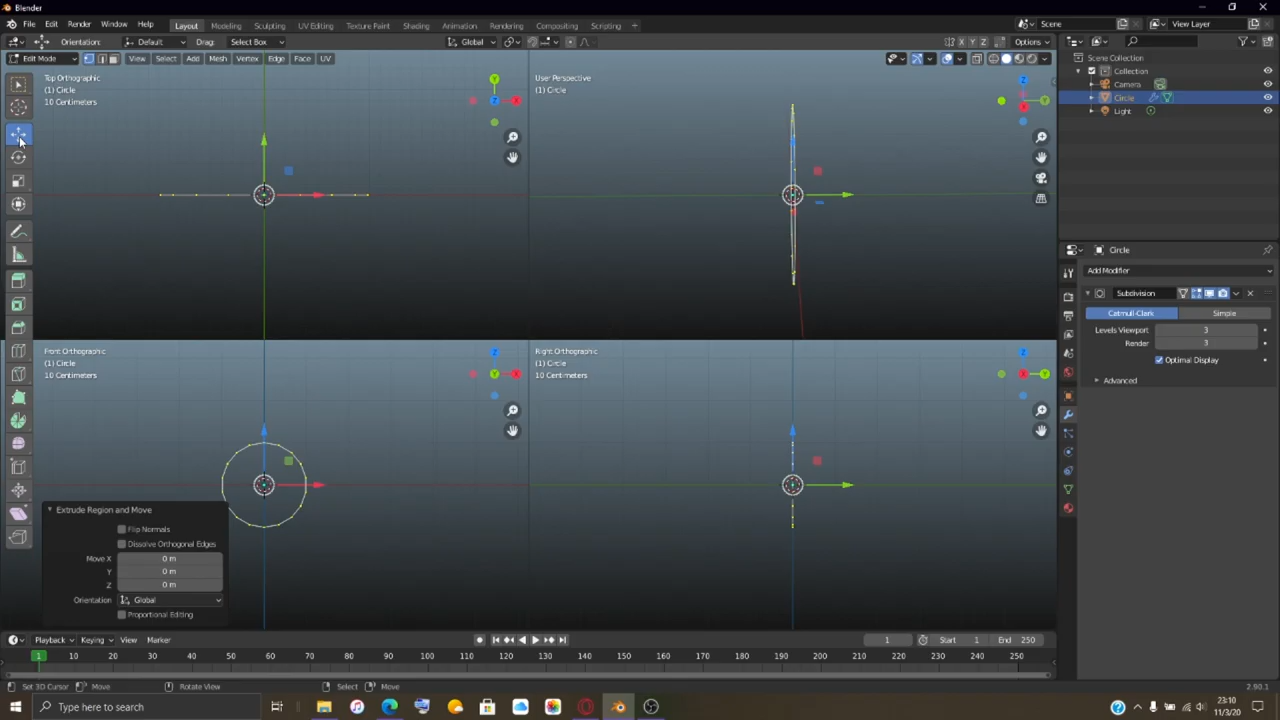 Blender
File Edit Render Window Help Layout Modeling Sculpting UV Editing Texture Paint Shading Animation Rendering Compositing Scripting + Scene View Layer
Orientation: Default Drag: Select Box Global X Y Z Options
Edit Mode View Select Add Mesh Vertex Edge Face UV
Top Orthographic
(1) Circle
10 Centimeters
User Perspective
(1) Circle
Front Orthographic
(1) Circle
10 Centimeters
Right Orthographic
(1) Circle
10 Centimeters
Extrude Region and Move
Flip Normals
Dissolve Orthogonal Edges
Move X 0 m
Y 0 m
Z 0 m
Orientation Global
Proportional Editing
Scene Collection
Collection
Camera
Circle
Light
Circle
Add Modifier
Subdivision
Catmull-Clark Simple
Levels Viewport 3
Render 3
Optimal Display
Advanced
Playback Keying View Marker 1 Start 1 End 250
1 10 20 30 40 50 60 70 80 90 100 110 120 130 140 150 160 170 180 190 200 210 220 230 240 250
Set 3D Cursor Move Rotate View Select Move 2.90.1
Type here to search
23:10
11/3/20